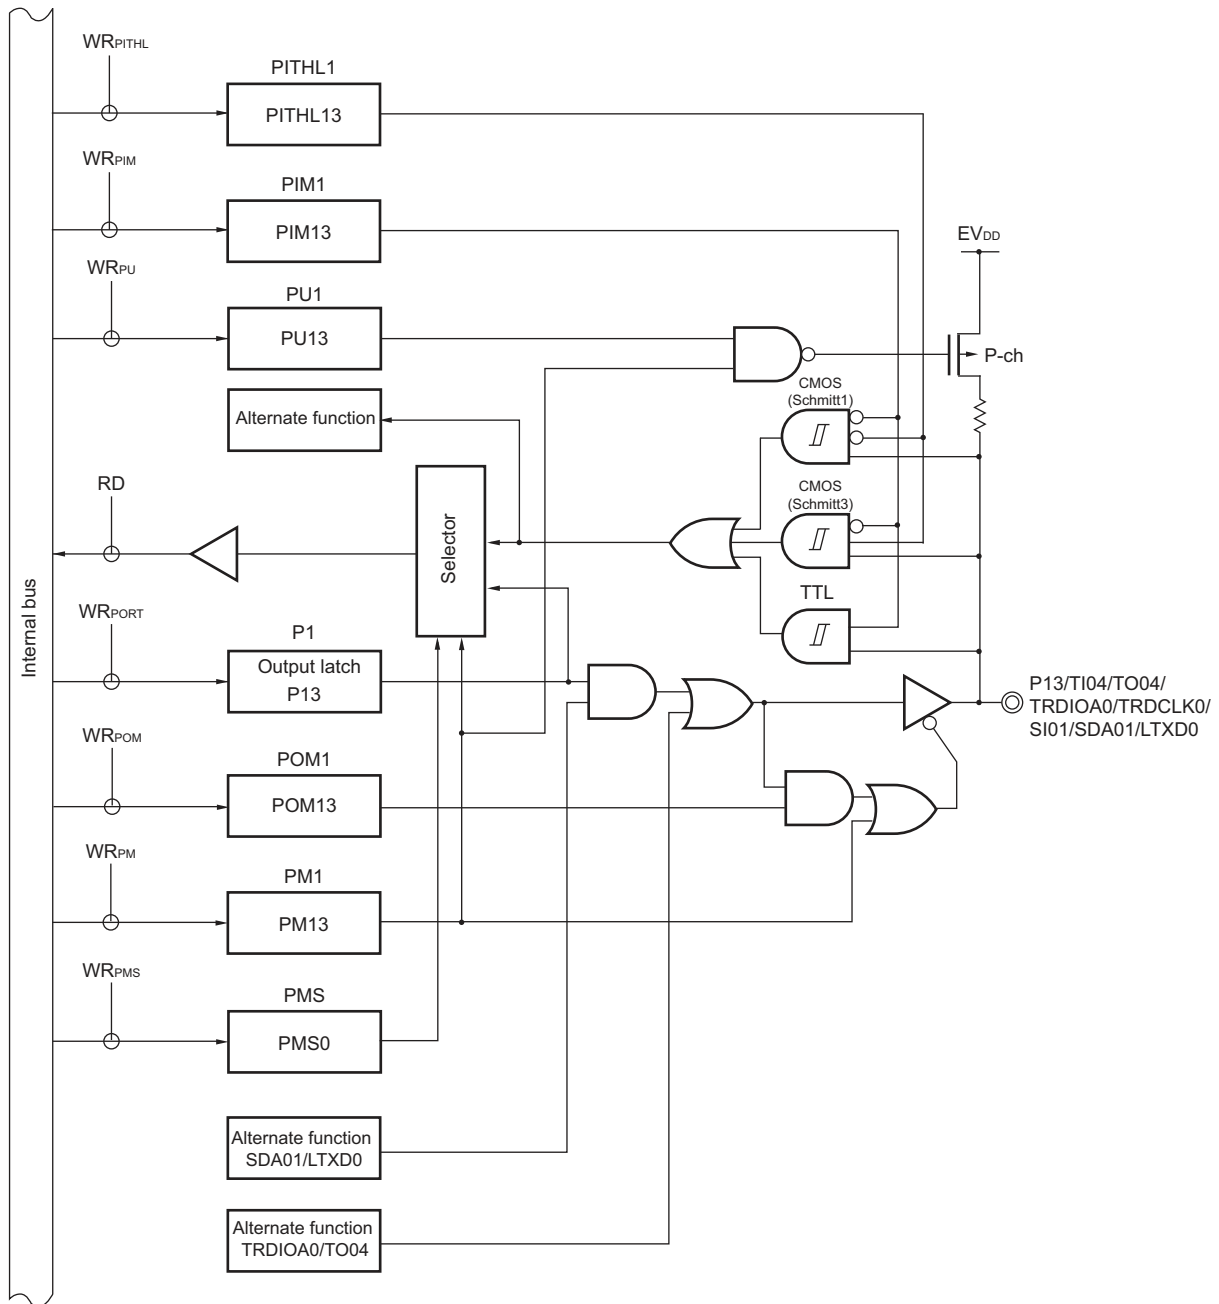 WRPITHL
PITHL1
PITHL13
WRPIM
PIM1
PIM13
WRPU
PU1
PU13
EVDD
P-ch
Alternate function
CMOS
(Schmitt1)
RD
Selector
CMOS
(Schmitt3)
TTL
Internal bus
WRPORT
P1
Output latch
P13
P13/TI04/TO04/
TRDIOA0/TRDCLK0/
SI01/SDA01/LTXD0
WRPOM
POM1
POM13
WRPM
PM1
PM13
WRPMS
PMS
PMS0
Alternate function
SDA01/LTXD0
Alternate function
TRDIOA0/TO04